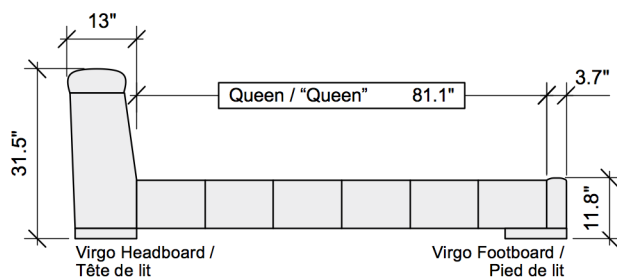 13"
3.7"
Queen / “Queen” 81.1"
31.5"
11.8"
Virgo Headboard /
Tête de lit
Virgo Footboard /
Pied de lit